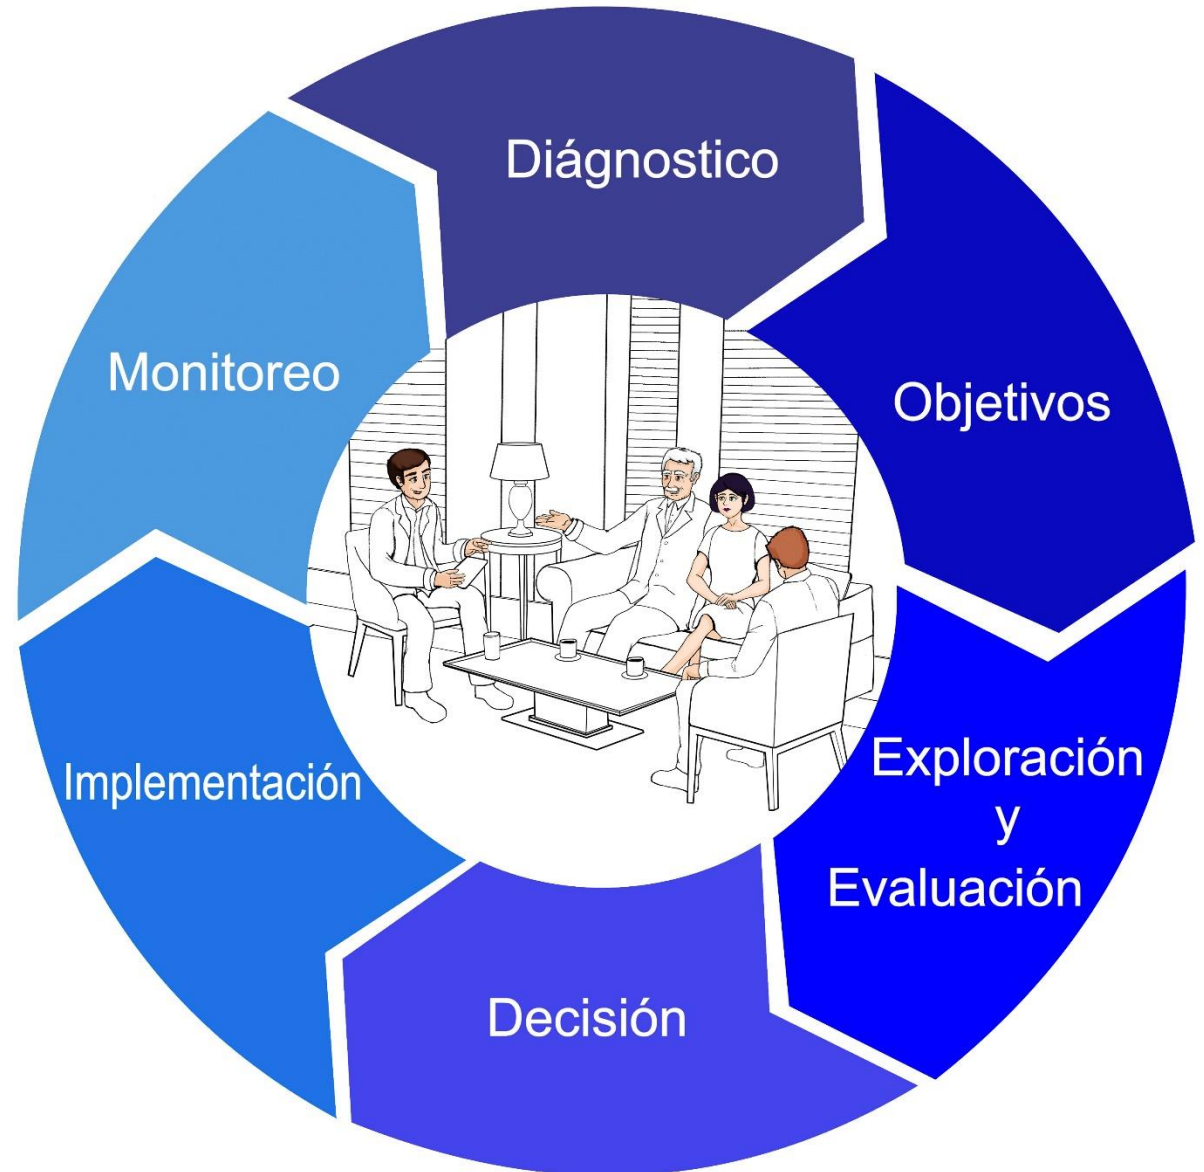 Diágnostico
Objetivos
Exploración
y
Evaluación
Decisión
Implementación
Monitoreo